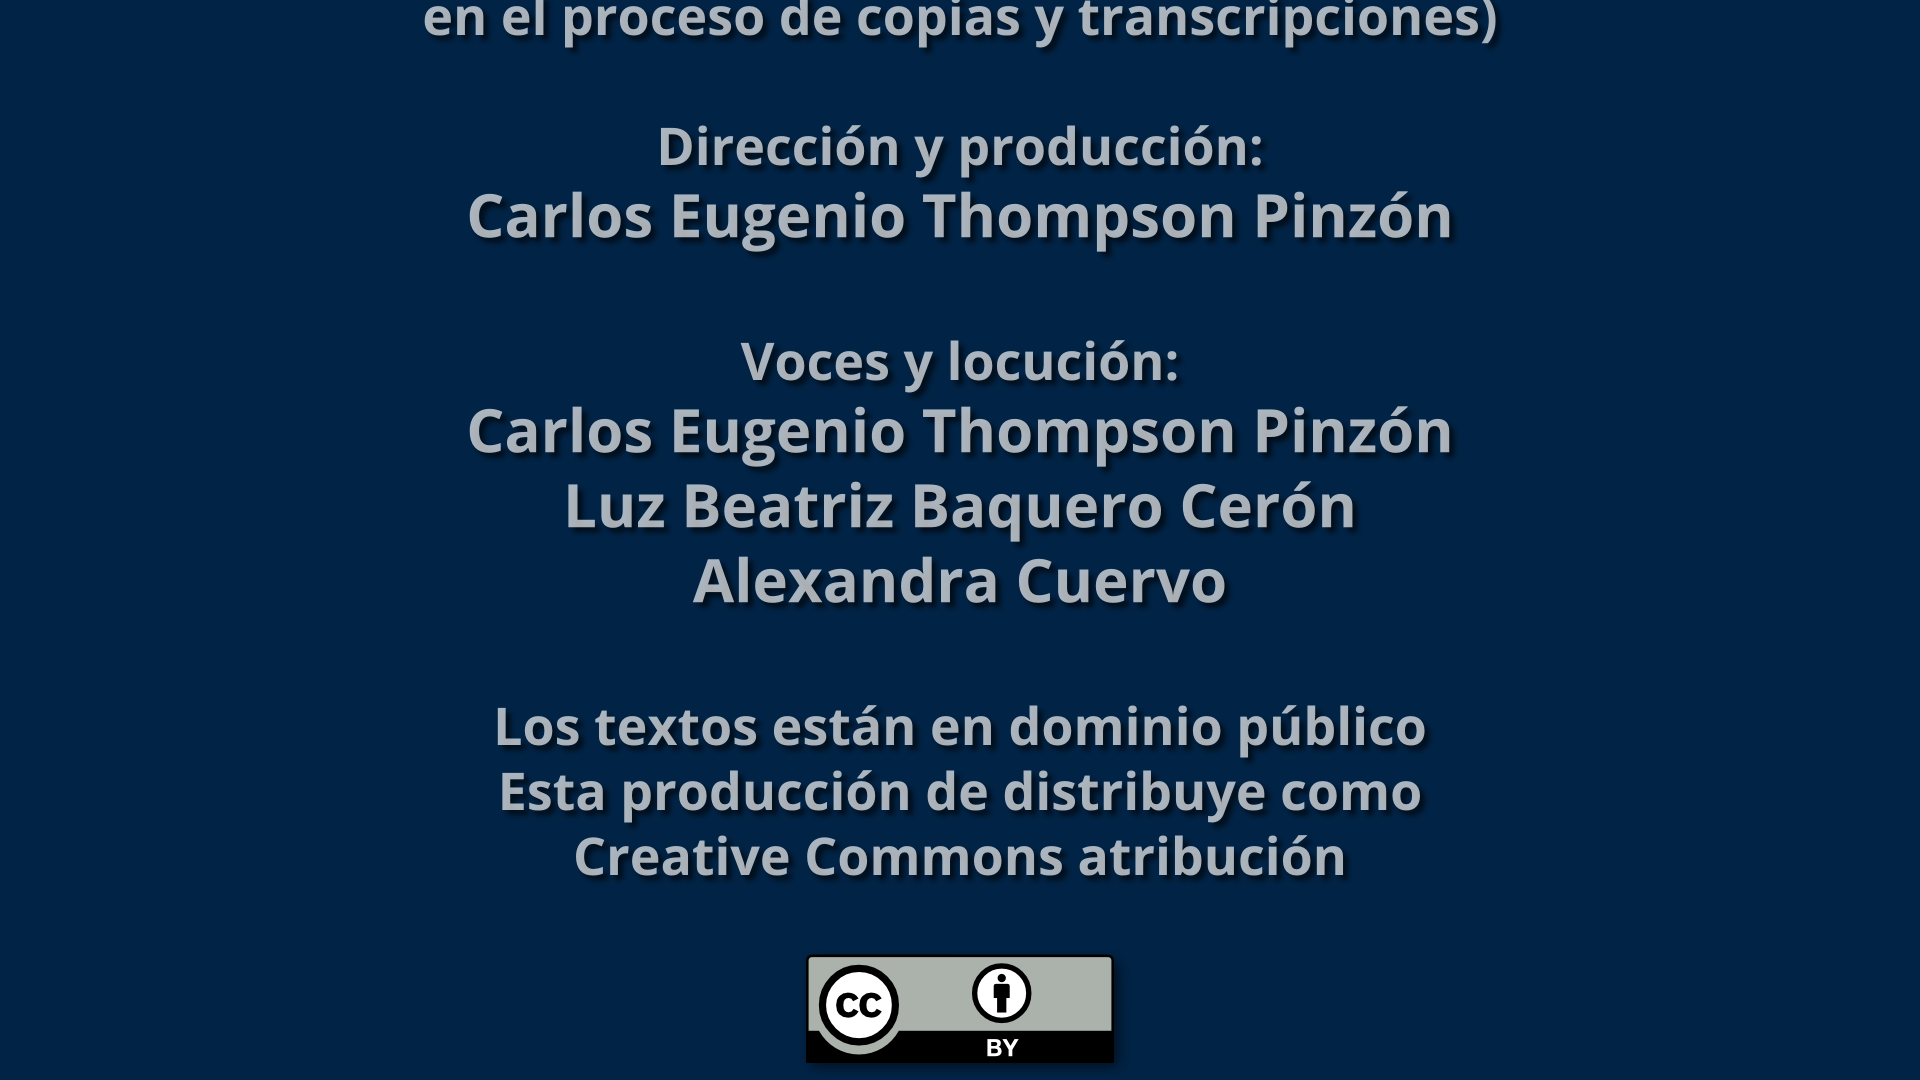 en el proceso de copias y transcripciones)
Dirección y producción:
Carlos Eugenio Thompson Pinzón
Voces y locución:
Carlos Eugenio Thompson Pinzón
Luz Beatriz Baquero Cerón
Alexandra Cuervo
Los textos están en dominio público
Esta producción de distribuye como
Creative Commons atribución
cc
BY